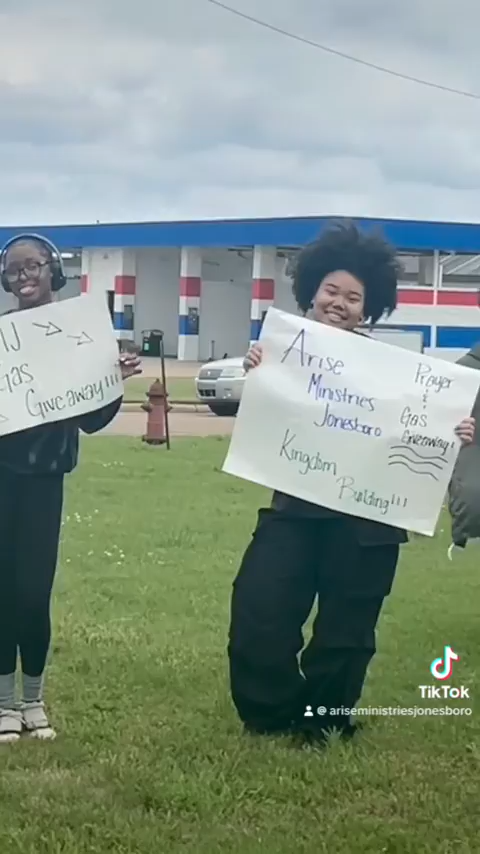 Gas
Giveaway!!!
Arise
Ministries
Jonesboro
Kingdom
Building!!!
Prayer
&
Gas
Giveaway!
TikTok
@ariseministriesjonesboro